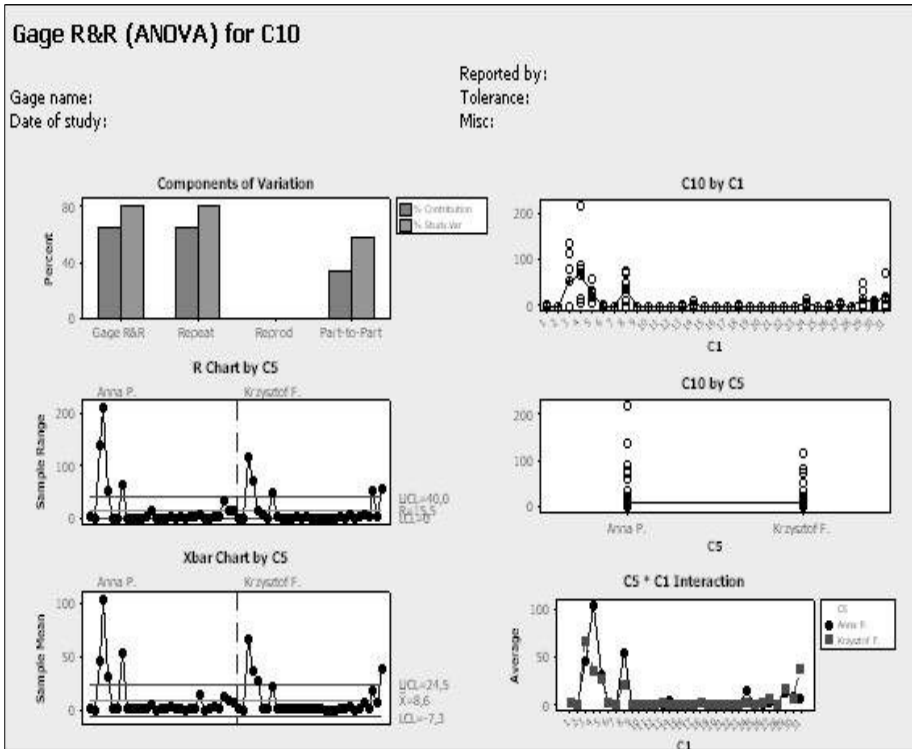 Gage R&R (ANOVA) for C10
Reported by:
Gage name:
Tolerance:
Date of study:
Misc:
Components of Variation
80
40
0
Percent
Gage R&R
Repeat
Reprod
Part-to-Part
% Contribution
% Study Var
C10 by C1
200
100
0
C1
R Chart by C5
Anna P.
Krzysztof F.
200
100
0
Sample Range
UCL=40,0
R=15,5
LCL=0
C10 by C5
200
100
0
Anna P.
Krzysztof F.
C5
Xbar Chart by C5
Anna P.
Krzysztof F.
100
50
0
Sample Mean
UCL=24,5
X=8,6
LCL=-7,3
C5 * C1 Interaction
100
50
0
Average
C1
C5
Anna P.
Krzysztof F.